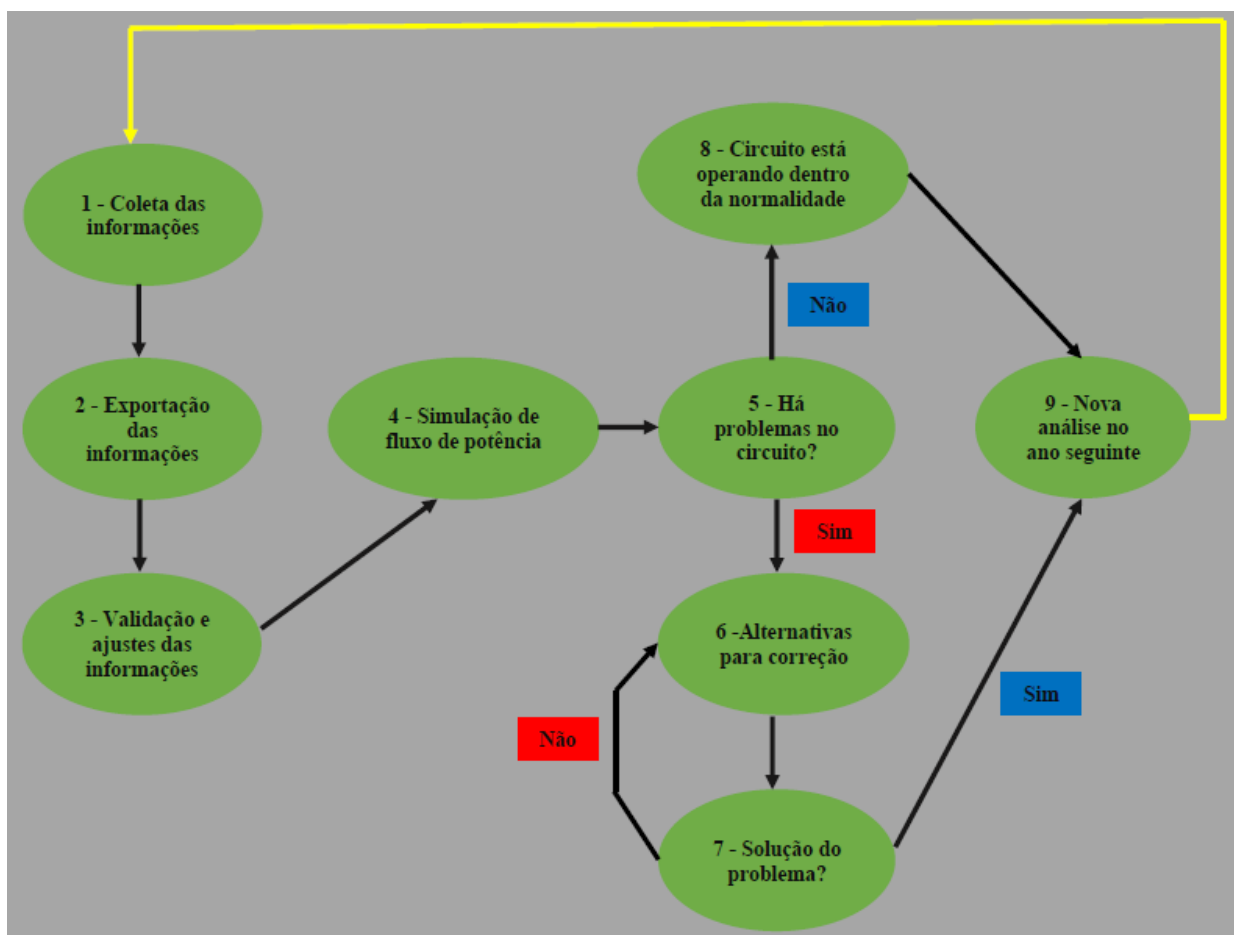 1 - Coleta das
informações
2 - Exportação
das
informações
3 - Validação e
ajustes das
informações
4 - Simulação de
fluxo de potência
5 - Há
problemas no
circuito?
Não
8 - Circuito está
operando dentro
da normalidade
Sim
6 -Alternativas
para correção
Não
7 - Solução do
problema?
Sim
9 - Nova
análise no
ano seguinte